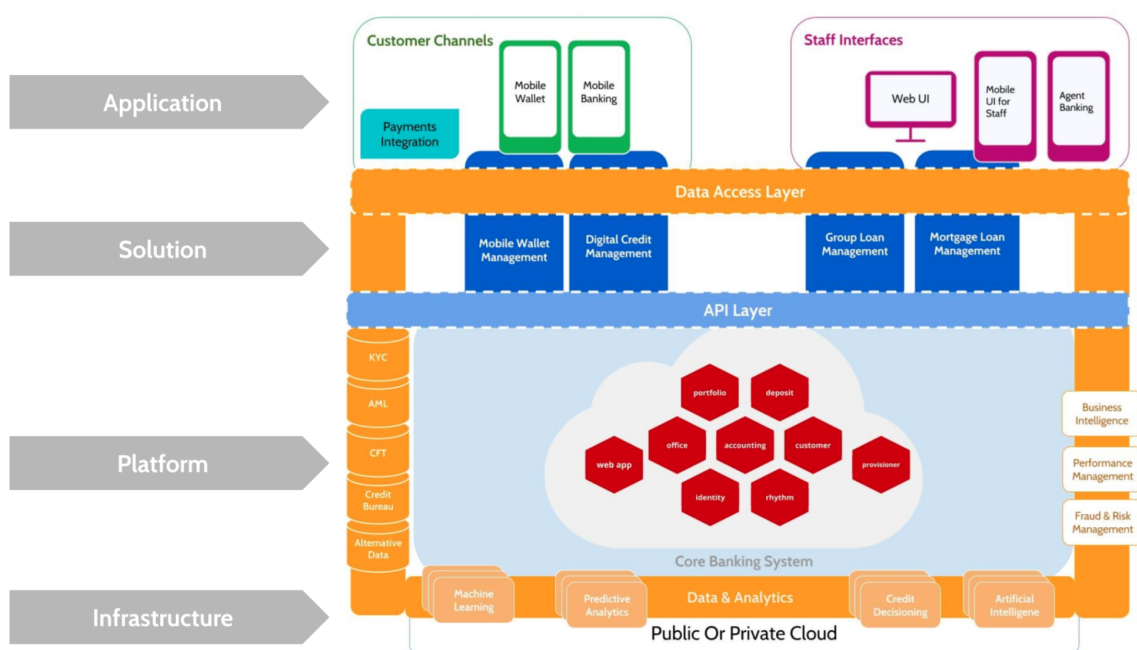 Application
Solution
Platform
Infrastructure
Customer Channels
Mobile
Wallet
Mobile
Banking
Payments
Integration
Staff Interfaces
Web UI
Mobile
UI for
Staff
Agent
Banking
Data Access Layer
Mobile Wallet
Management
Digital Credit
Management
Group Loan
Management
Mortgage Loan
Management
API Layer
KYC
AML
CFT
Credit
Bureau
Alternative
Data
portfolio
deposit
office
accounting
customer
web app
provisioner
identity
rhythm
Core Banking System
Business
Intelligence
Performance
Management
Fraud & Risk
Management
Machine
Learning
Predictive
Analytics
Data & Analytics
Credit
Decisioning
Artificial
Intelligene
Public Or Private Cloud